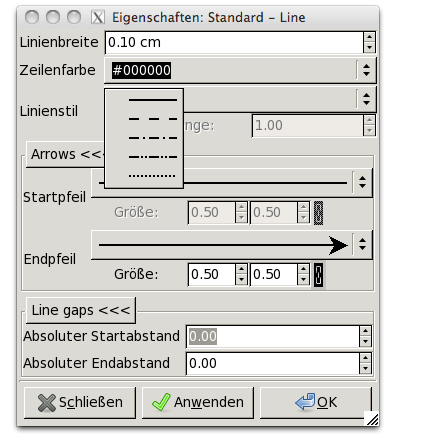 Eigenschaften: Standard - Line
Linienbreite 0.10 cm
Zeilenfarbe #000000
Linienstil
nge: 1.00
Arrows <<<
Startpfeil
Größe: 0.50 0.50
Endpfeil
Größe: 0.50 0.50
Line gaps <<<
Absoluter Startabstand 0.00
Absoluter Endabstand 0.00
Schließen Anwenden OK